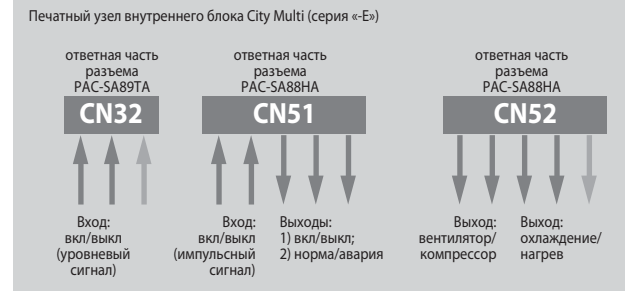 Печатный узел внутреннего блока City Multi (серия «-E»)
ответная часть
разъема
PAC-SA89TA
CN32
Вход:
вкл/выкл
(уровневый
сигнал)
ответная часть
разъема
PAC-SA88HA
CN51
Вход:
вкл/выкл
(импульсный
сигнал)
Выходы:
1) вкл/выкл;
2) норма/авария
ответная часть
разъема
PAC-SA88HA
CN52
Выход:
вентилятор/
компрессор
Выход:
охлаждение/
нагрев